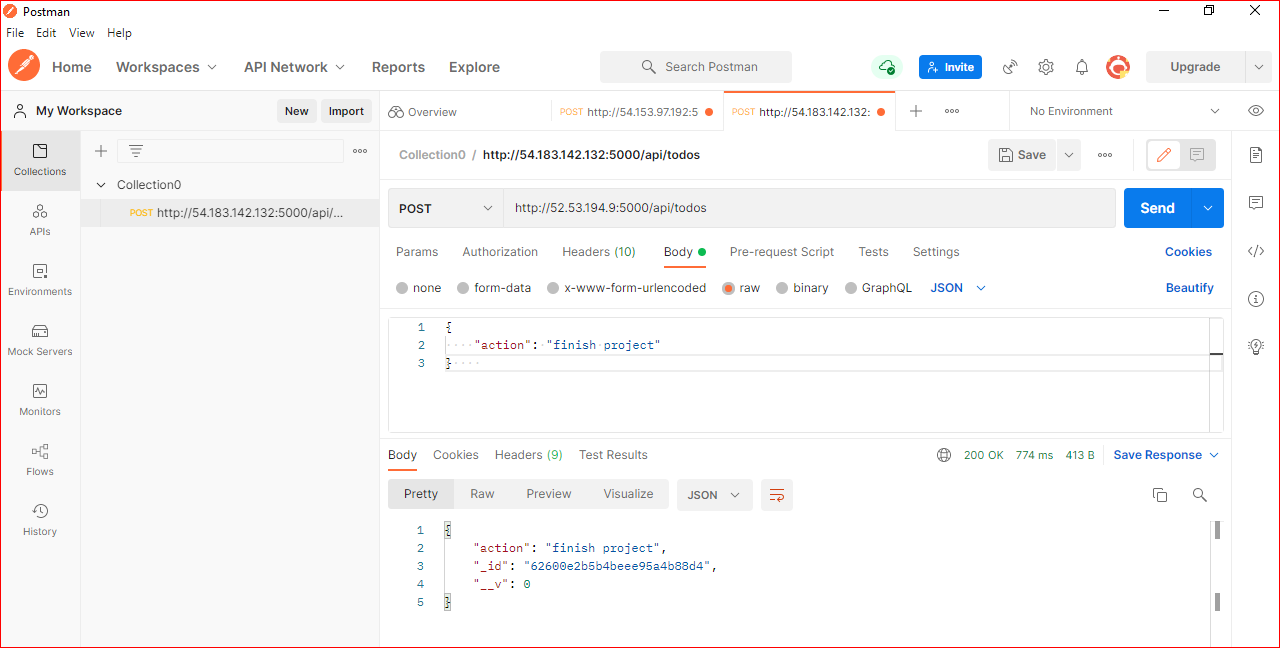 Postman
File Edit View Help
Home Workspaces API Network Reports Explore Search Postman Invite Upgrade
My Workspace New Import
Overview POST http://54.153.97.192:5 POST http://54.183.142.132: No Environment
Collections
APIs
Environments
Mock Servers
Monitors
Flows
History
Collection0
POST http://54.183.142.132:5000/api/...
Collection0 / http://54.183.142.132:5000/api/todos Save
POST http://52.53.194.9:5000/api/todos Send
Params Authorization Headers (10) Body Pre-request Script Tests Settings Cookies
none form-data x-www-form-urlencoded raw binary GraphQL JSON Beautify
1 {
2 "action": "finish project"
3 }
Body Cookies Headers (9) Test Results 200 OK 774 ms 413 B Save Response
Pretty Raw Preview Visualize JSON
1 {
2 "action": "finish project",
3 "_id": "62600e2b5b4beee95a4b88d4",
4 "__v": 0
5 }